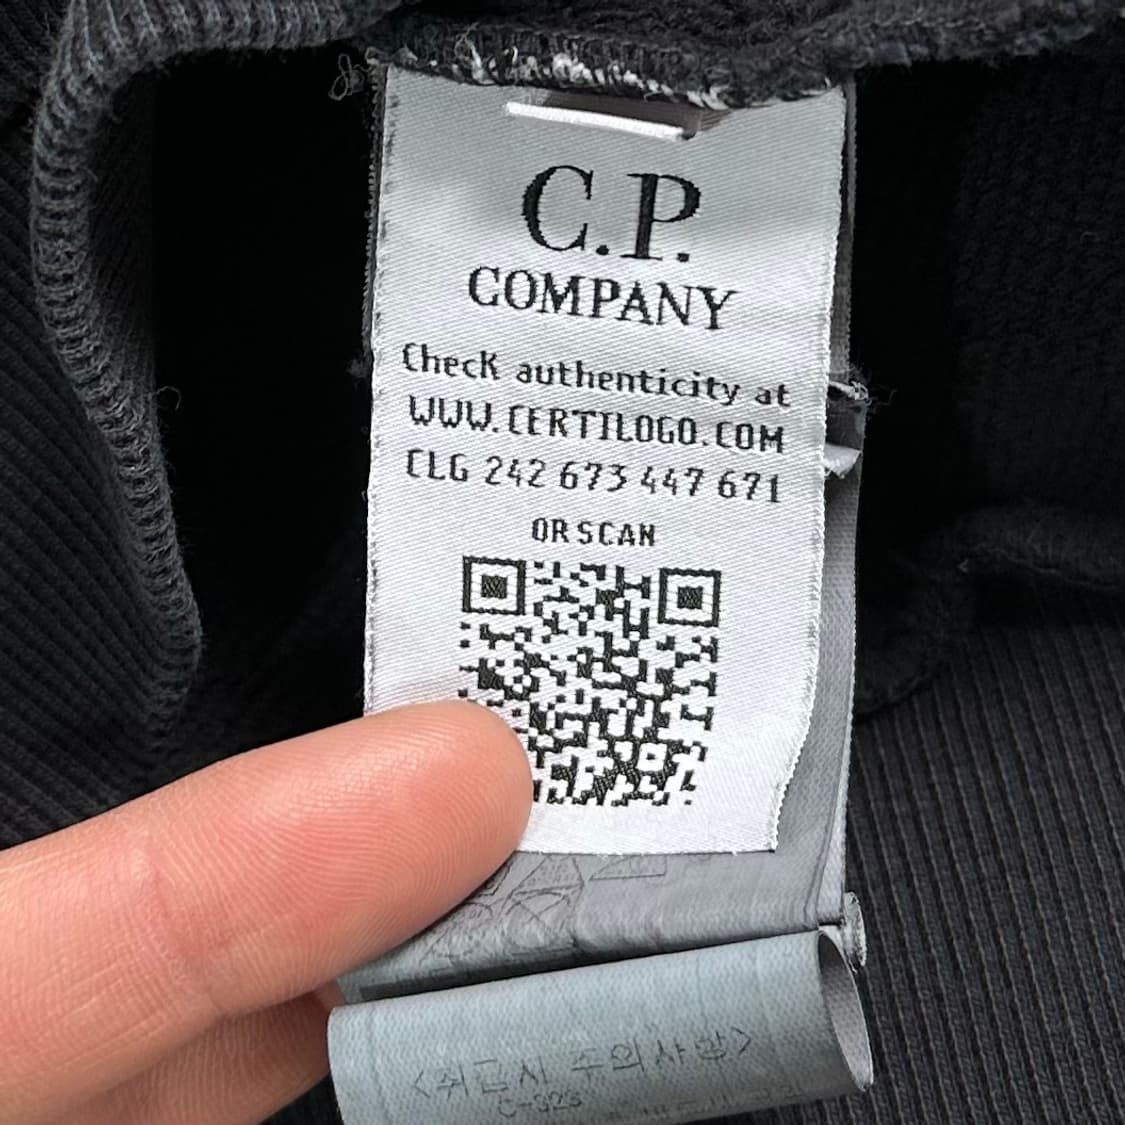 C.P.
COMPANY
Check authenticity at
WWW.CERTILOGO.COM
CLG 242 673 447 671
OR SCAN
<취급시 주의사항>